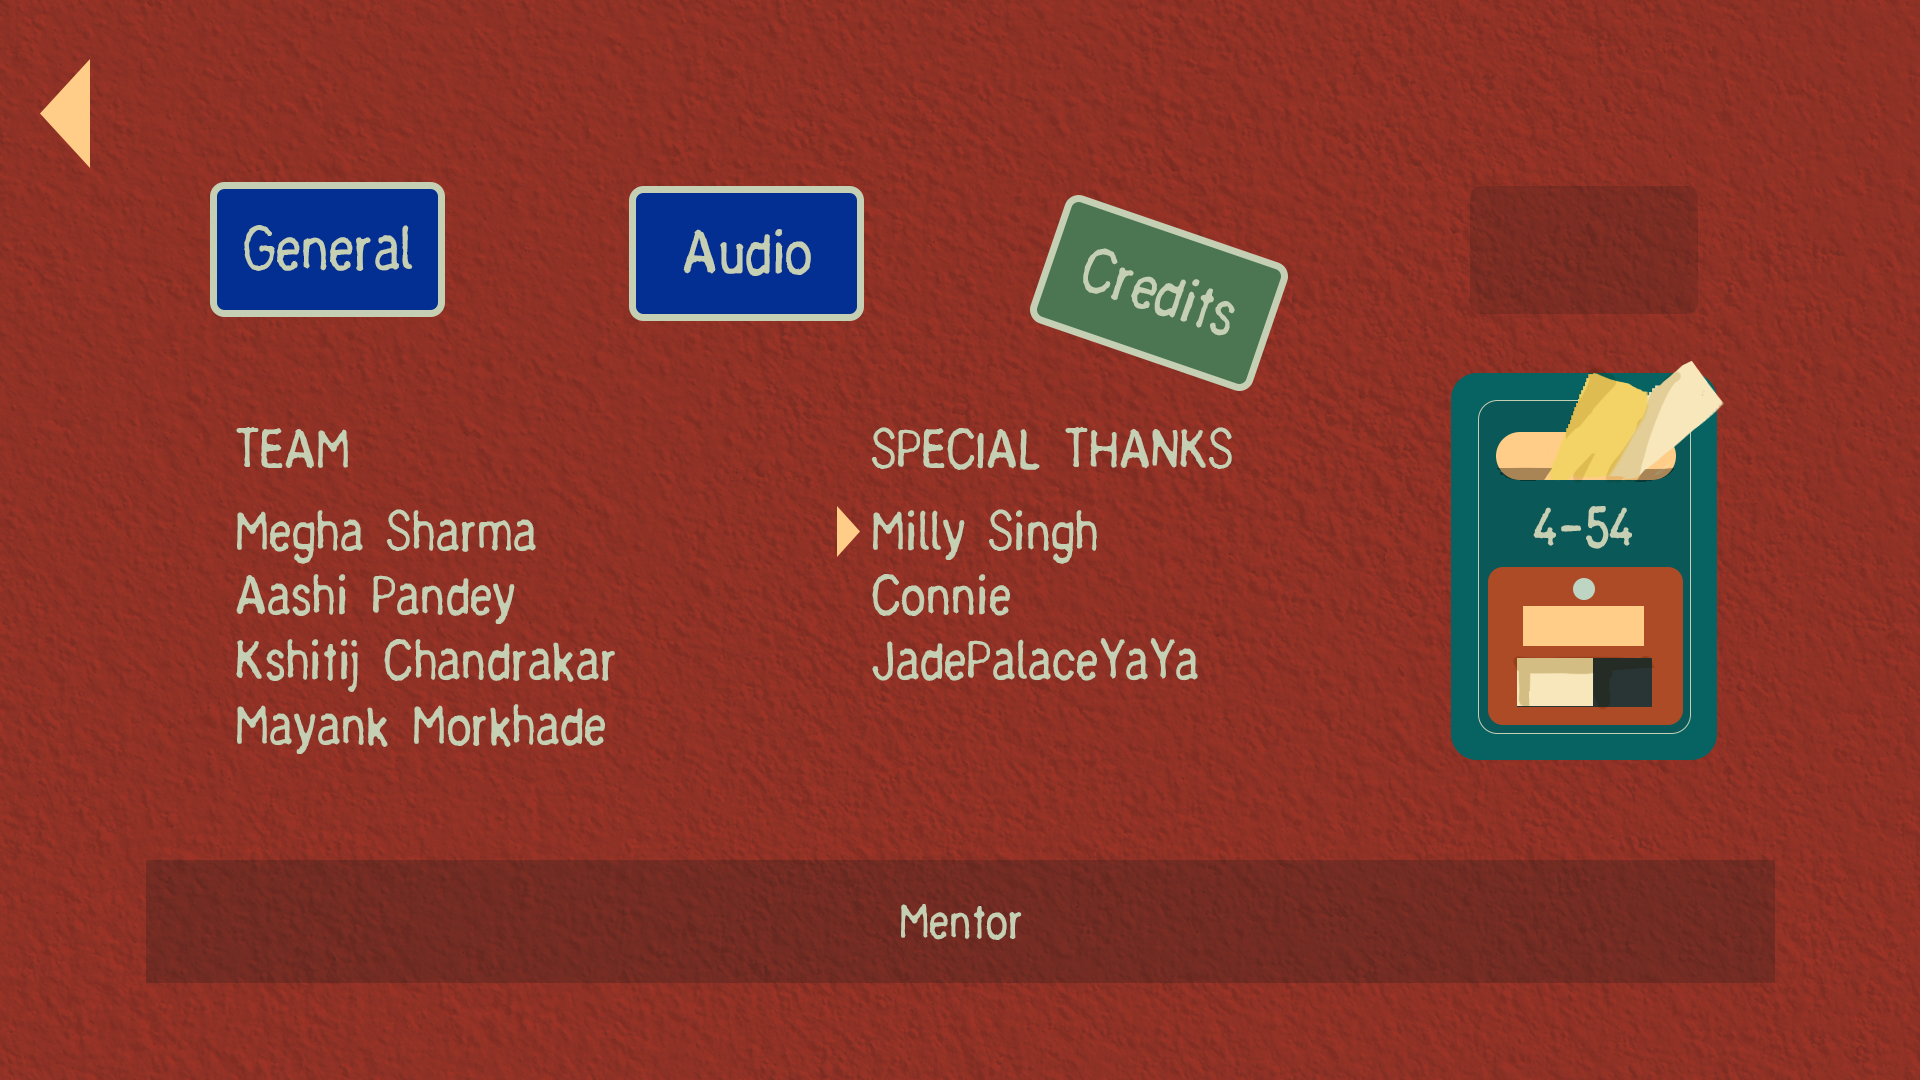 General
Audio
Credits
TEAM
Megha Sharma
Aashi Pandey
Kshitij Chandrakar
Mayank Morkhade
SPECIAL THANKS
Milly Singh
Connie
JadePalaceYaYa
4-54
Mentor